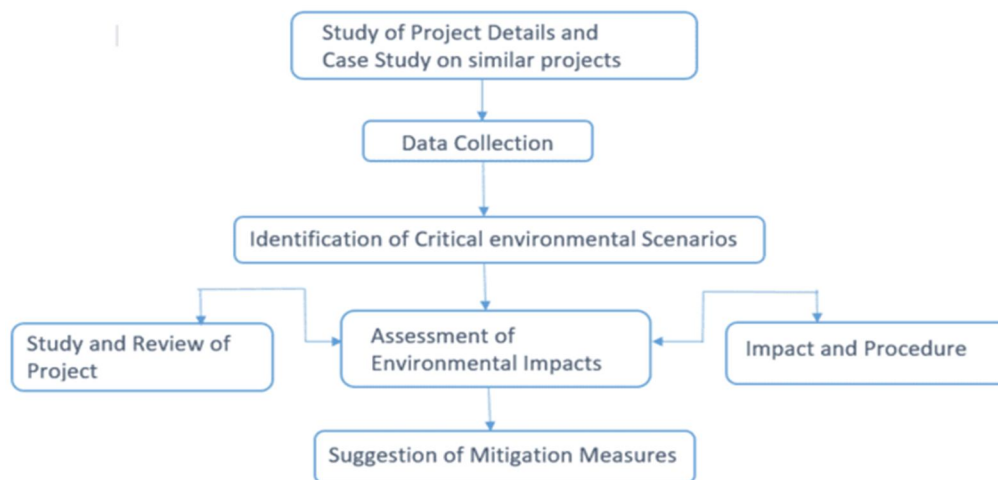 Study of Project Details and
Case Study on similar projects
Data Collection
Identification of Critical environmental Scenarios
Study and Review of
Project
Assessment of
Environmental Impacts
Impact and Procedure
Suggestion of Mitigation Measures